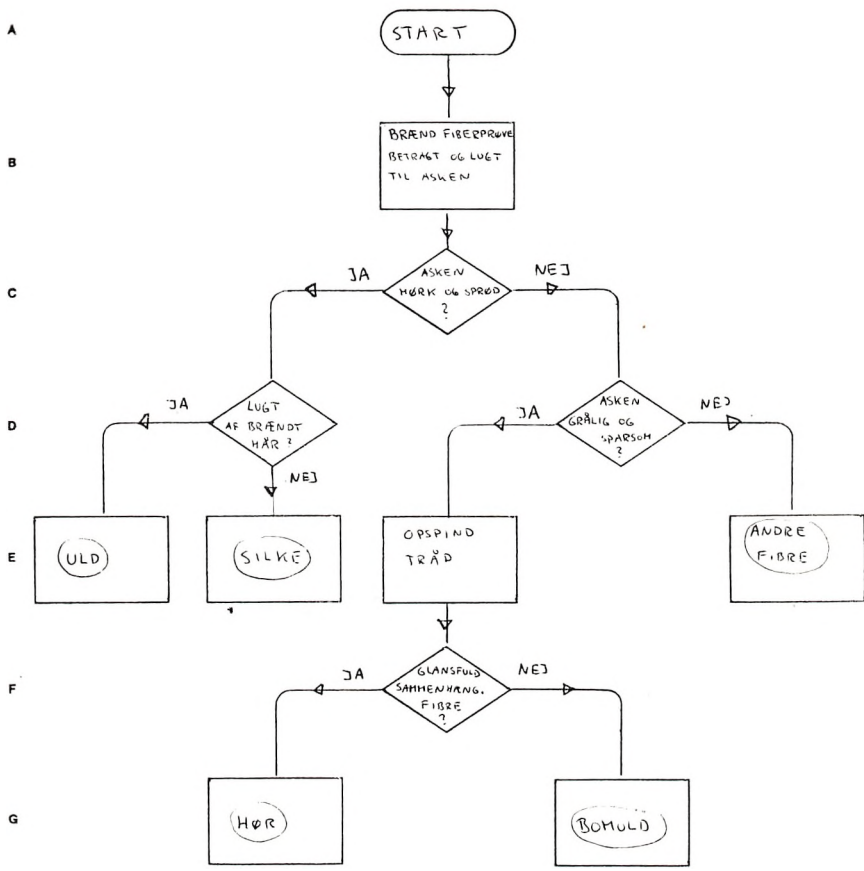 A
START
B
BRÆND FIBERPRØVE
BETRAGT OG LUGT
TIL ASKEN
C
JA
ASKEN
MØRK OG SPRØD
?
NEJ
D
JA
LUGT
AF BRÆNDT
HÅR?
NEJ
JA
ASKEN
GRÅLIG OG
SPARSOM
?
NEJ
E
ULD
SILKE
OPSPIND
TRÅD
ANDRE
FIBRE
F
JA
GLANSFULD
SAMMENHÆNG.
FIBRE
?
NEJ
G
HØR
BOMULD